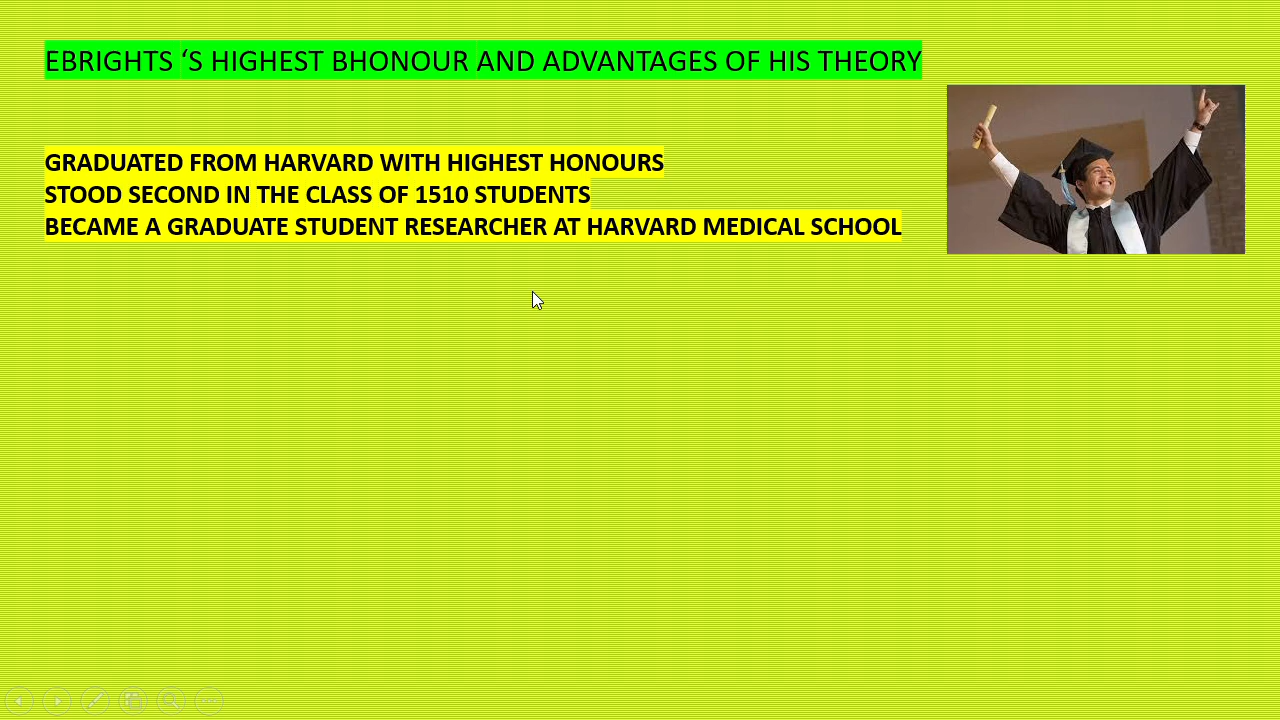 EBRIGHTS ‘S HIGHEST BHONOUR AND ADVANTAGES OF HIS THEORY
GRADUATED FROM HARVARD WITH HIGHEST HONOURS
STOOD SECOND IN THE CLASS OF 1510 STUDENTS
BECAME A GRADUATE STUDENT RESEARCHER AT HARVARD MEDICAL SCHOOL